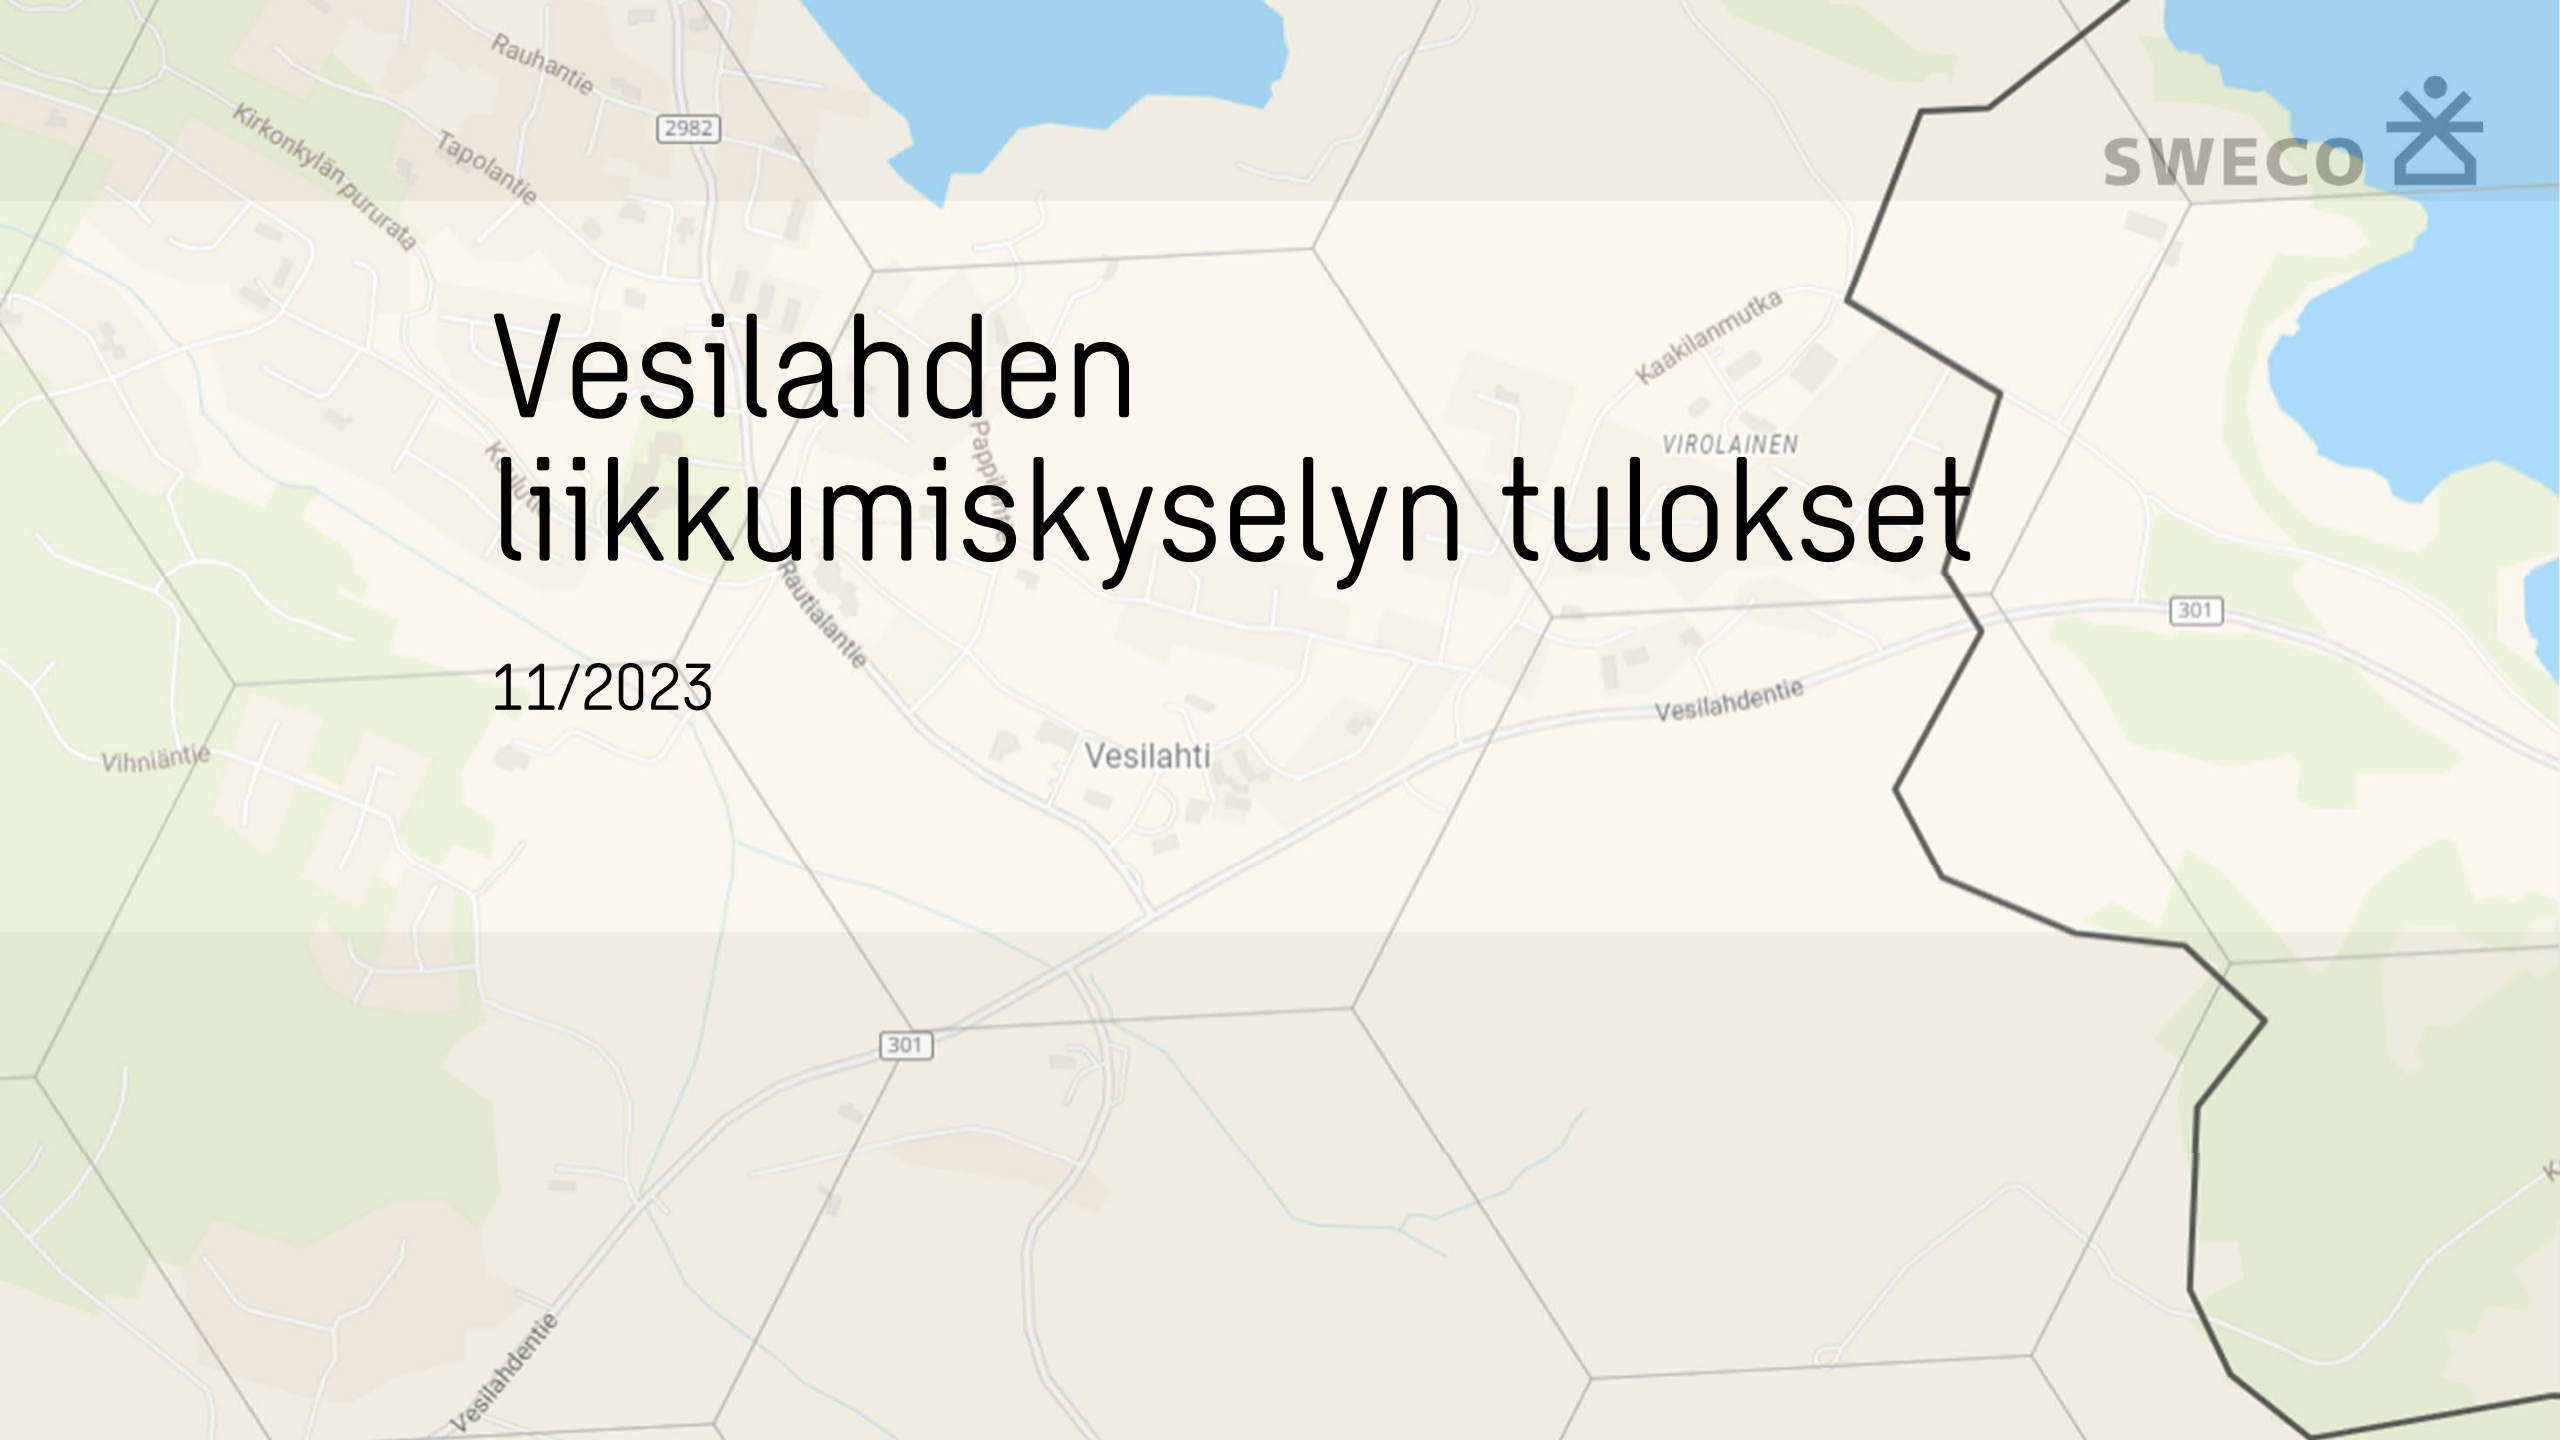 Rauhantie
Kirkonkylän pururata
Tapolantie
2982
SWECO
Kaakilanmutka
VIROLAINEN
Vesilahden
liikkumiskyselyn tulokset
Rautialantie
301
11/2023
Vesilahdentie
Vihniäntie
Vesilahti
301
Vesilahdentie